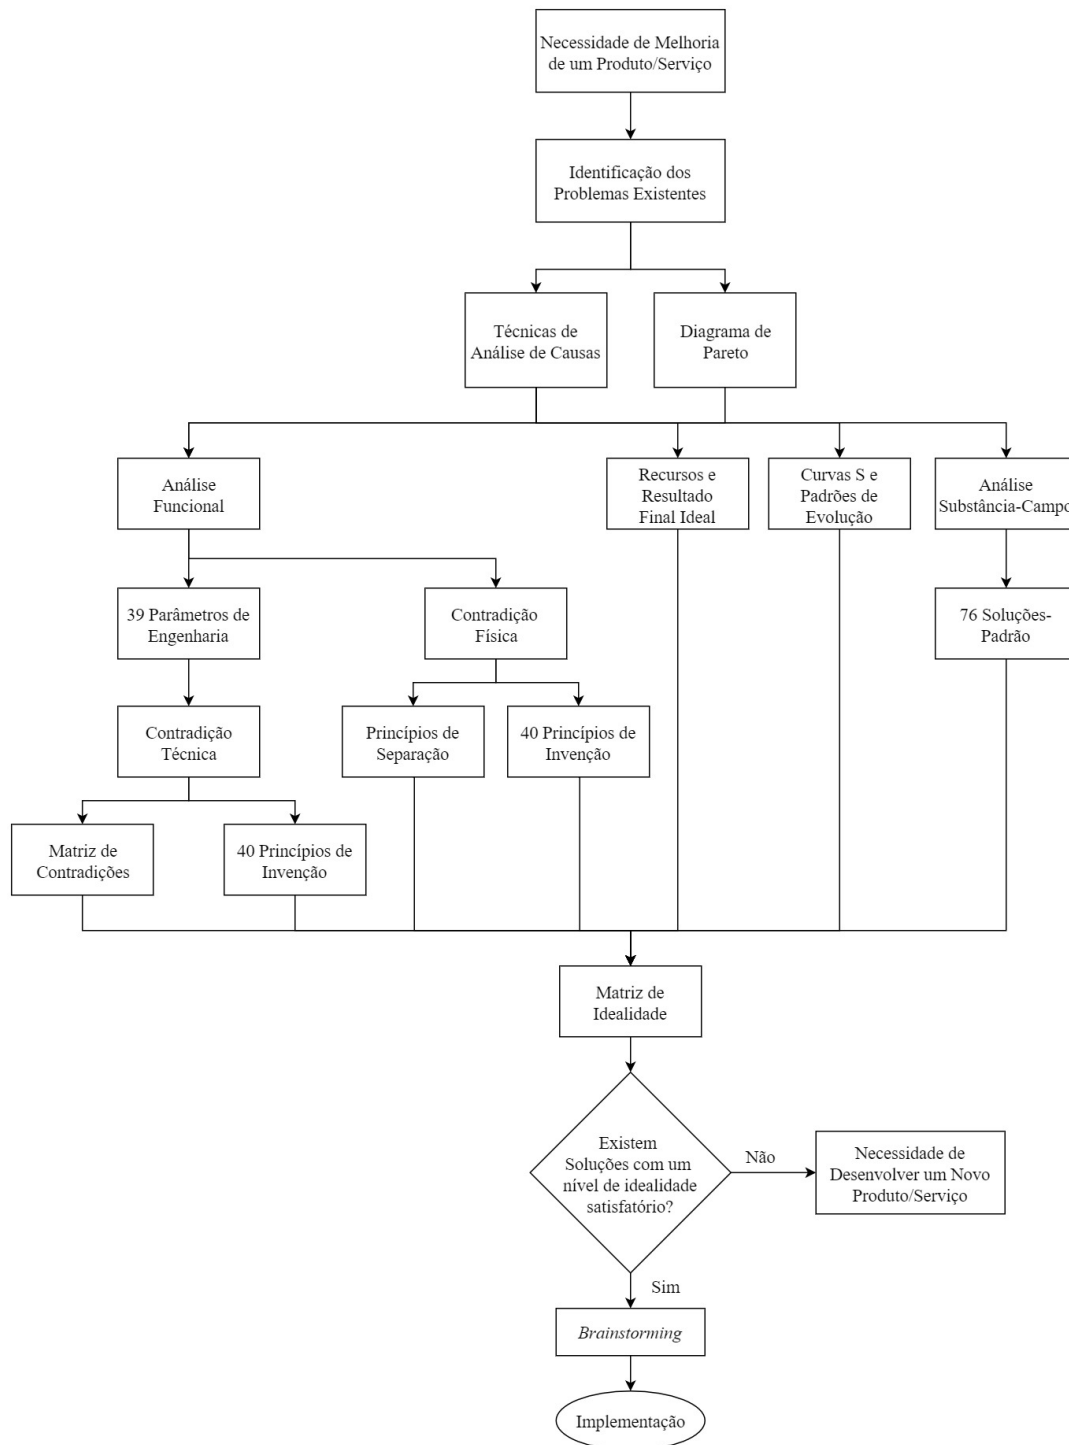 Necessidade de Melhoria
de um Produto/Serviço
Identificação dos
Problemas Existentes
Técnicas de
Análise de Causas
Diagrama de
Pareto
Análise
Funcional
Recursos e
Resultado
Final Ideal
Curvas S e
Padrões de
Evolução
Análise
Substância-Campo
39 Parâmetros de
Engenharia
Contradição
Física
76 Soluções-
Padrão
Contradição
Técnica
Princípios de
Separação
40 Princípios de
Invenção
Matriz de
Contradições
40 Princípios de
Invenção
Matriz de
Idealidade
Existem
Soluções com um
nível de idealidade
satisfatório?
Não
Necessidade de
Desenvolver um Novo
Produto/Serviço
Sim
Brainstorming
Implementação